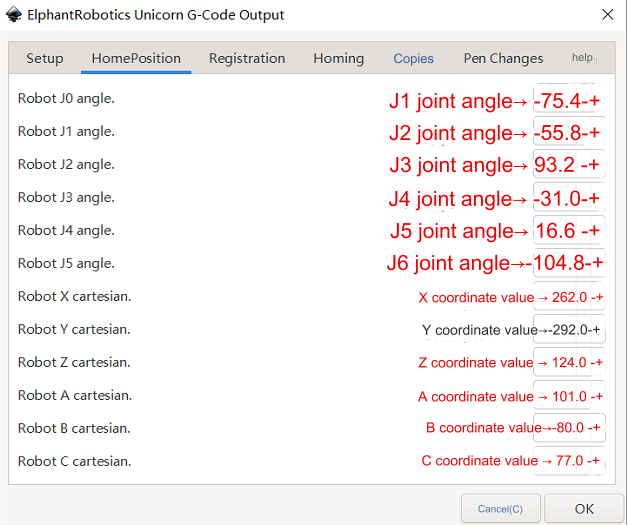 ElphantRobotics Unicorn G-Code Output
Setup HomePosition Registration Homing Copies Pen Changes help
Robot J0 angle. J1 joint angle→ -75.4-+
Robot J1 angle. J2 joint angle→ -55.8-+
Robot J2 angle. J3 joint angle→ 93.2 -+
Robot J3 angle. J4 joint angle→ -31.0-+
Robot J4 angle. J5 joint angle→ 16.6 -+
Robot J5 angle. J6 joint angle→-104.8-+
Robot X cartesian. X coordinate value → 262.0 -+
Robot Y cartesian. Y coordinate value→-292.0-+
Robot Z cartesian. Z coordinate value → 124.0 -+
Robot A cartesian. A coordinate value → 101.0 -+
Robot B cartesian. B coordinate value→-80.0 -+
Robot C cartesian. C coordinate value → 77.0 -+
Cancel(C) OK